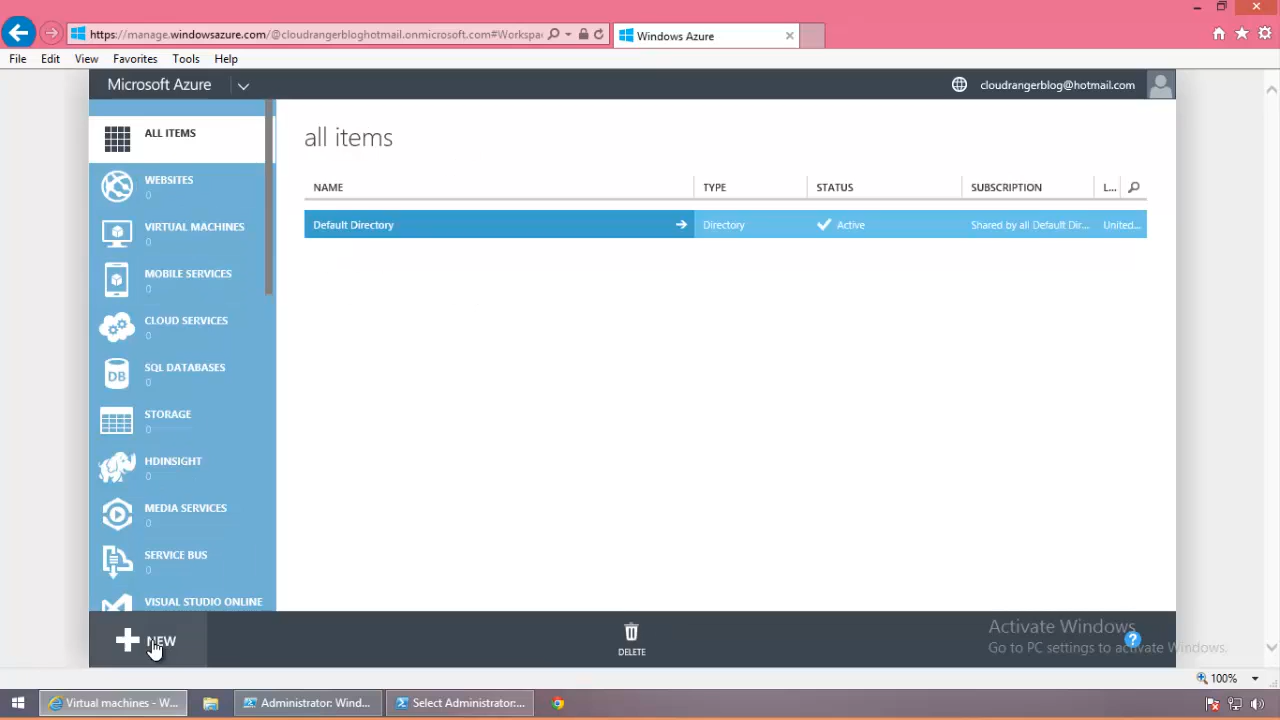 https://manage.windowsazure.com/@cloudrangerbloghotmail.onmicrosoft.com#Workspa
Windows Azure
File Edit View Favorites Tools Help
Microsoft Azure
cloudrangerblog@hotmail.com
ALL ITEMS
WEBSITES
0
VIRTUAL MACHINES
0
MOBILE SERVICES
0
CLOUD SERVICES
0
SQL DATABASES
0
DB
STORAGE
0
HDINSIGHT
0
MEDIA SERVICES
0
SERVICE BUS
0
VISUAL STUDIO ONLINE
all items
NAME TYPE STATUS SUBSCRIPTION L...
Default Directory Directory Active Shared by all Default Dir... United...
NEW
DELETE
?
Activate Windows
Go to PC settings to activate Windows.
100%
Virtual machines - W... Administrator: Wind... Select Administrator:...